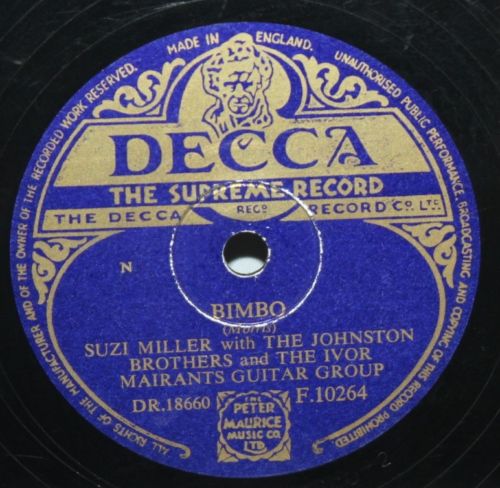 ALL RIGHTS OF THE MANUFACTURER AND OF THE OWNER OF THE RECORDED WORK RESERVED.
MADE IN ENGLAND.
UNAUTHORISED PUBLIC PERFORMANCE, BROADCASTING AND COPYING OF THIS RECORD PROHIBITED.
DECCA
THE SUPREME RECORD
THE DECCA RECO RECORD CO. LTD
N
BIMBO
(Morris)
SUZI MILLER with THE JOHNSTON
BROTHERS and THE IVOR
MAIRANTS GUITAR GROUP
DR.18660
F.10264
THE
PETER
MAURICE
MUSIC CO.
LTD